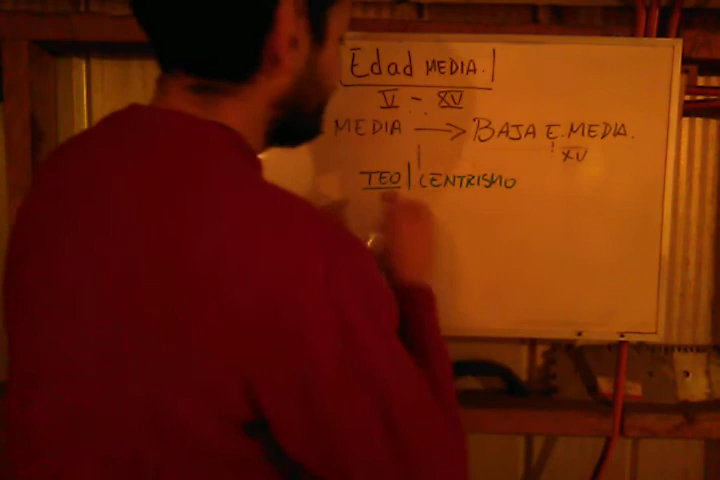 Edad MEDIA.
V - XV
MEDIA → BAJA E. MEDIA.
XV
TEO | CENTRISMO